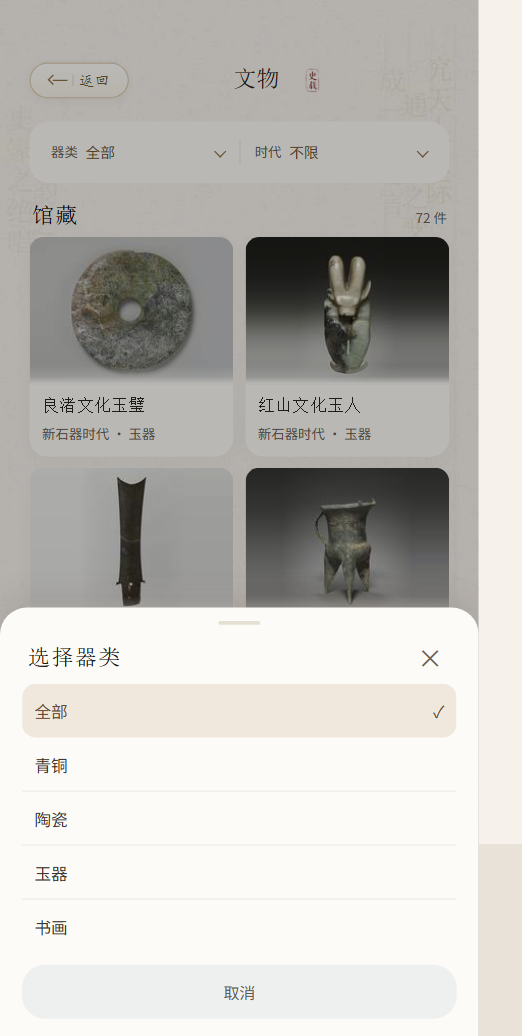 返回
文物
史载
器类 全部
时代 不限
馆藏
72 件
良渚文化玉璧
新石器时代 · 玉器
红山文化玉人
新石器时代 · 玉器
选择器类
全部 ✓
青铜
陶瓷
玉器
书画
取消